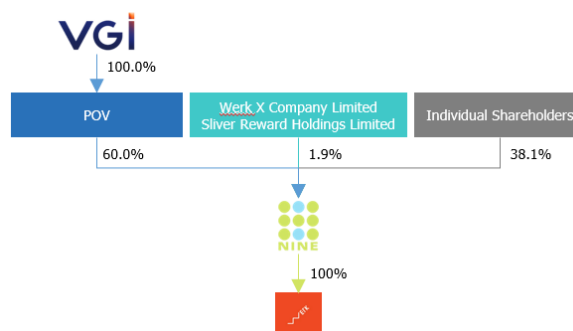 VGI
100.0%
POV
Werk X Company Limited
Sliver Reward Holdings Limited
Individual Shareholders
60.0%
1.9%
38.1%
NINE
100%